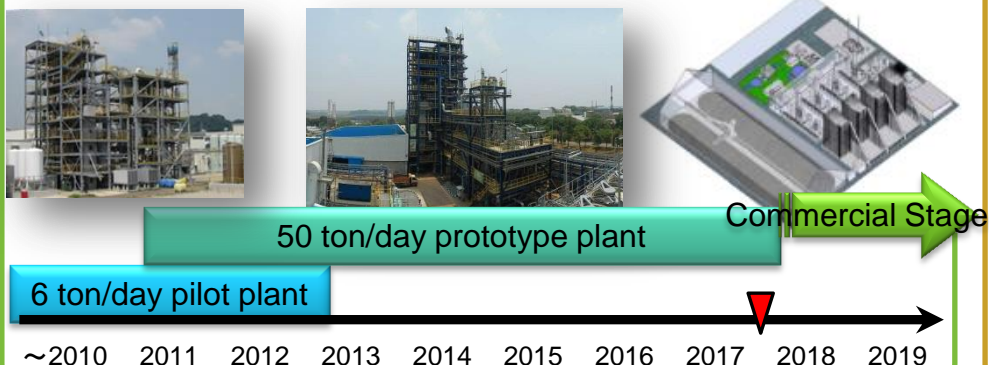 Commercial Stage
50 ton/day prototype plant
6 ton/day pilot plant
～2010 2011 2012 2013 2014 2015 2016 2017 2018 2019